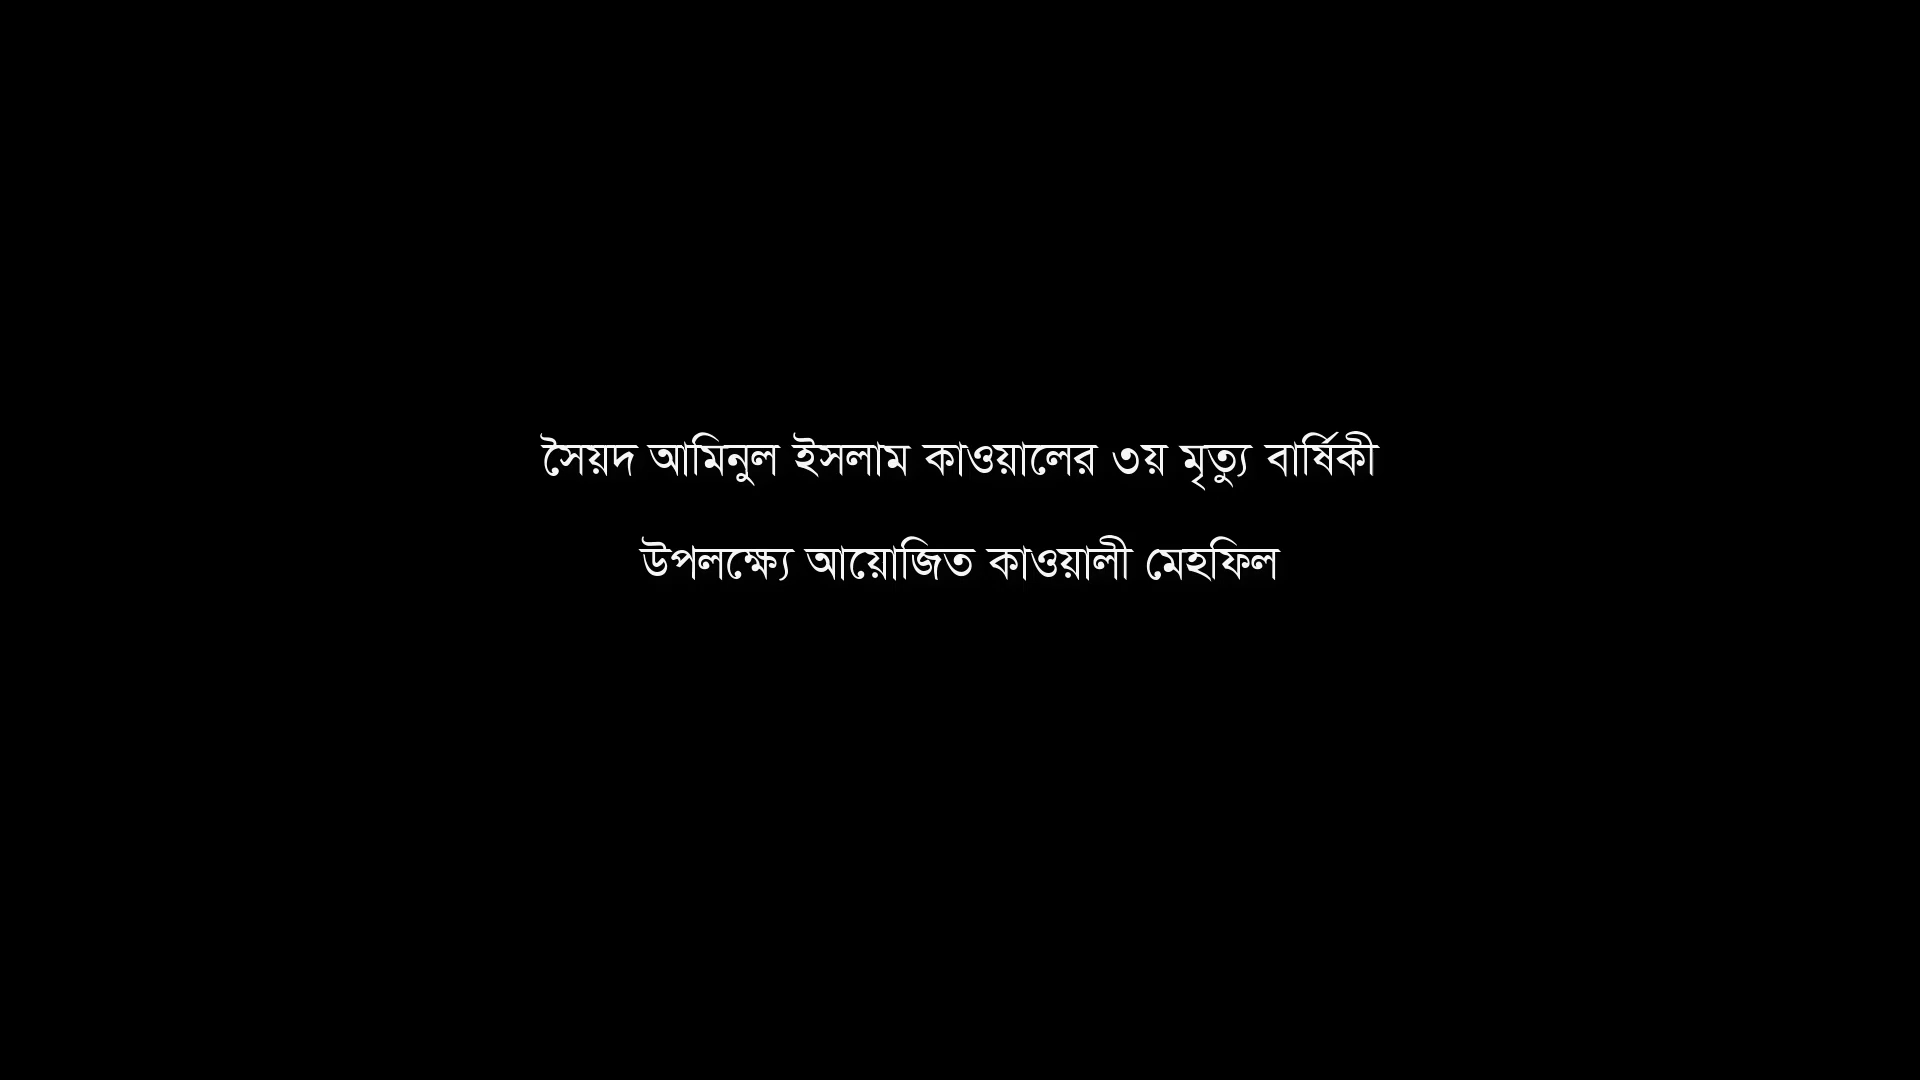 সৈয়দ আমিনুল ইসলাম কাওয়ালের ৩য় মৃত্যু বার্ষিকী
উপলক্ষ্যে আয়োজিত কাওয়ালী মেহফিল